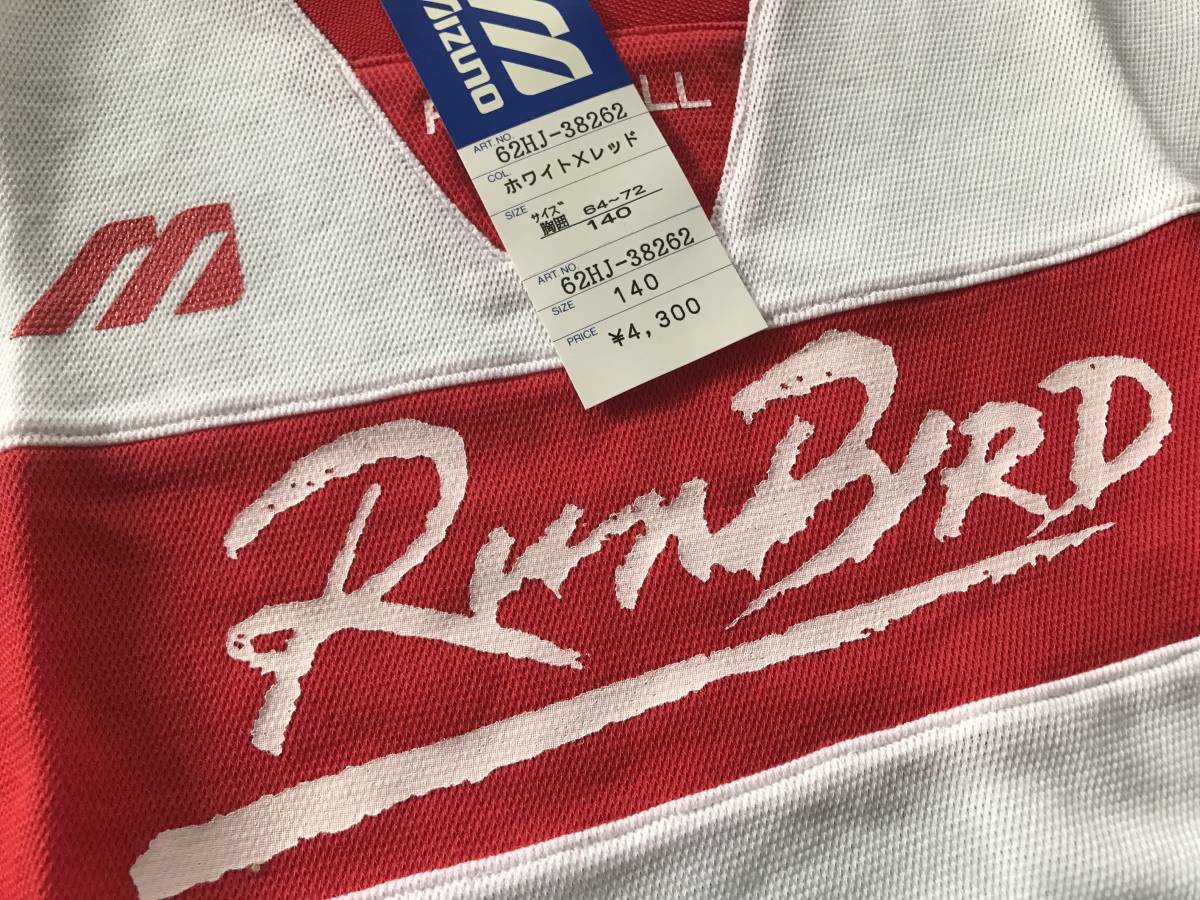 MIZUNO
ART NO. 62HJ-38262
COL ホワイトXレッド
SIZE サイズ 140
胸囲 64~72
ART NO 62HJ-38262
SIZE 140
PRICE ¥4,300
RUNBIRD